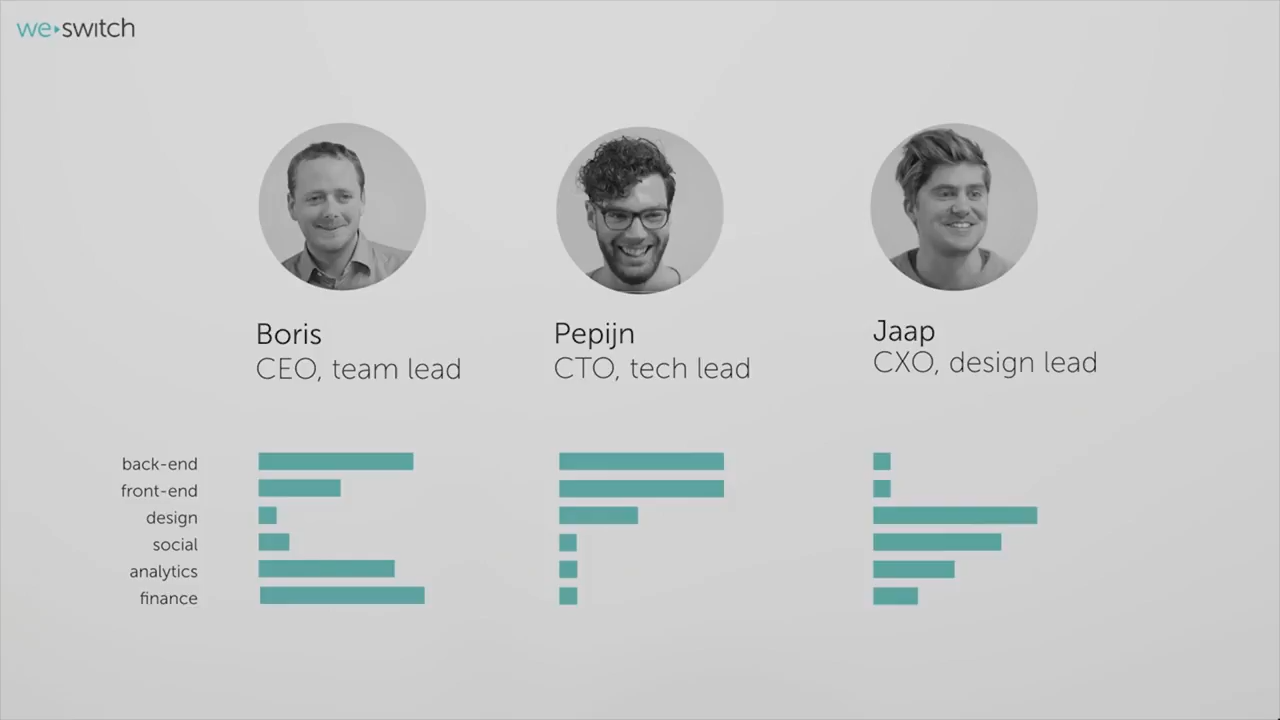 we▸switch
Boris
CEO, team lead
Pepijn
CTO, tech lead
Jaap
CXO, design lead
back-end
front-end
design
social
analytics
finance